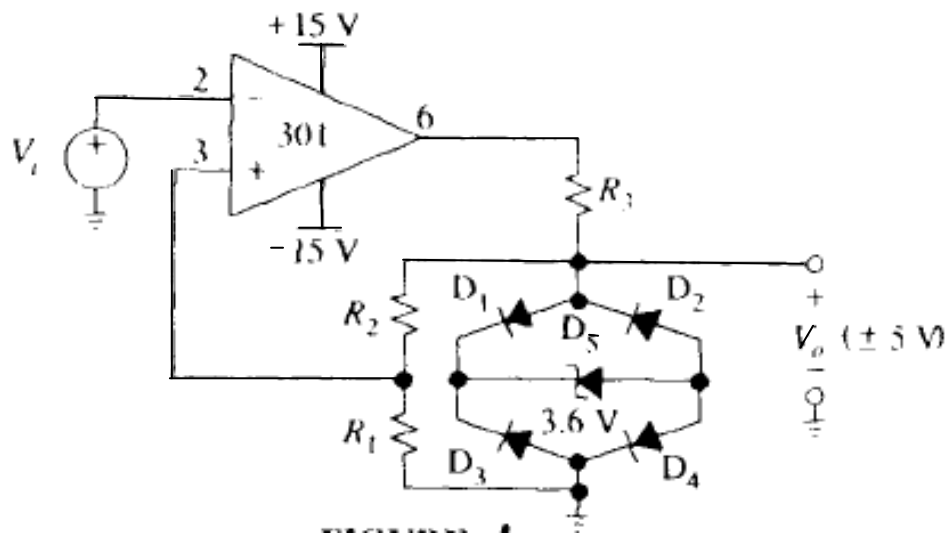 +15 V
2
−
6
301
V_i
+
3
+
R_3
−15 V
D_1
D_2
R_2
D_5
+
V_o (± 5 V)
−
3.6 V
R_1
D_3
D_4